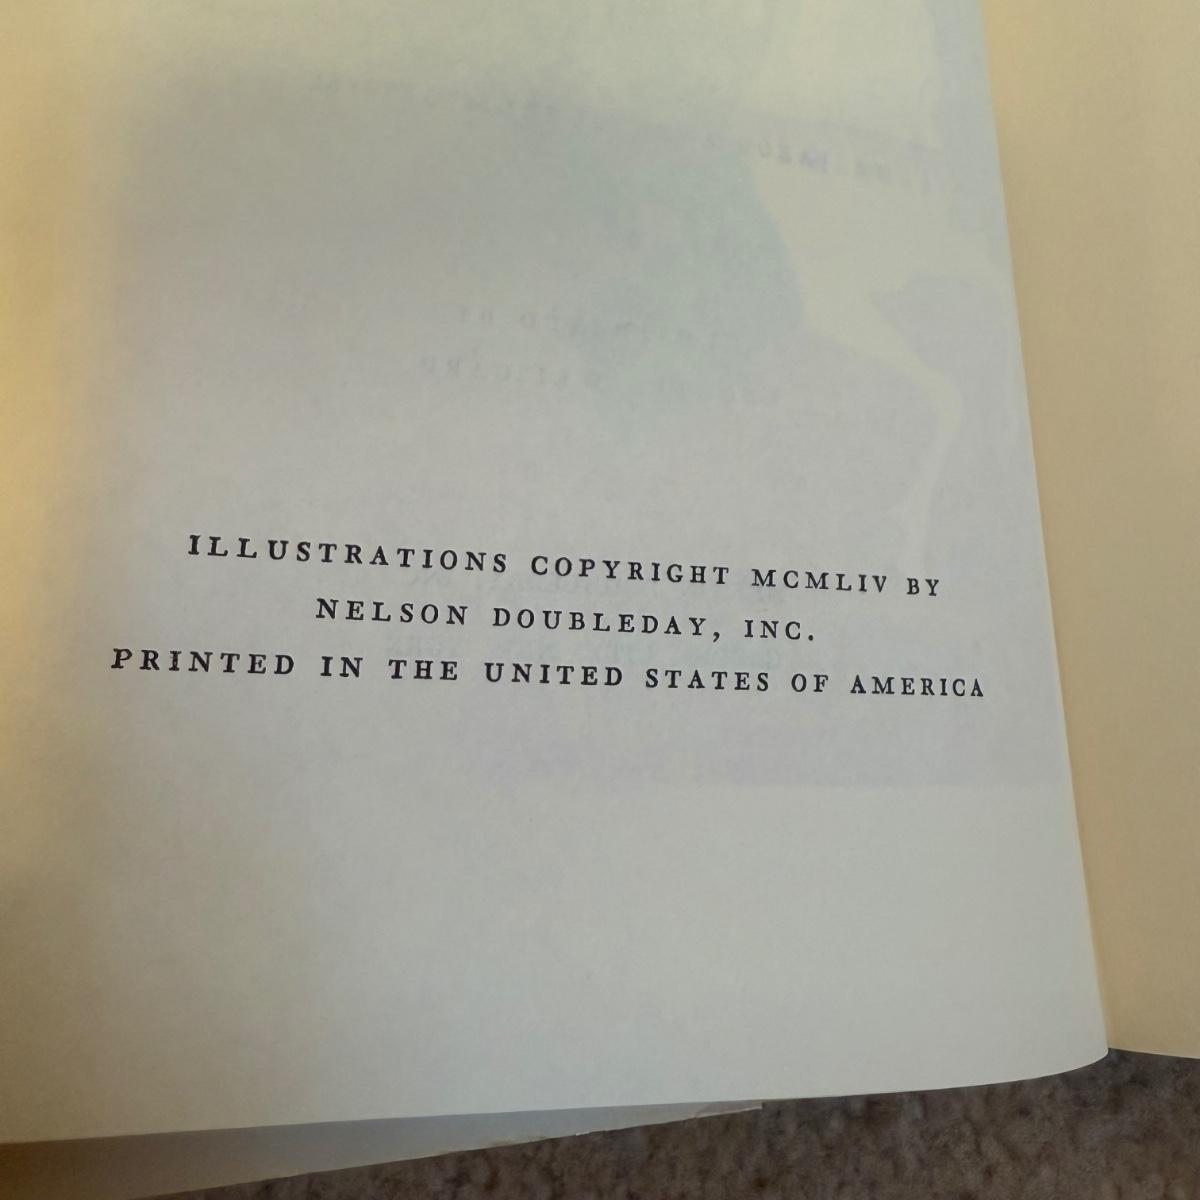 ILLUSTRATIONS COPYRIGHT MCMLIV BY
NELSON DOUBLEDAY, INC.
PRINTED IN THE UNITED STATES OF AMERICA